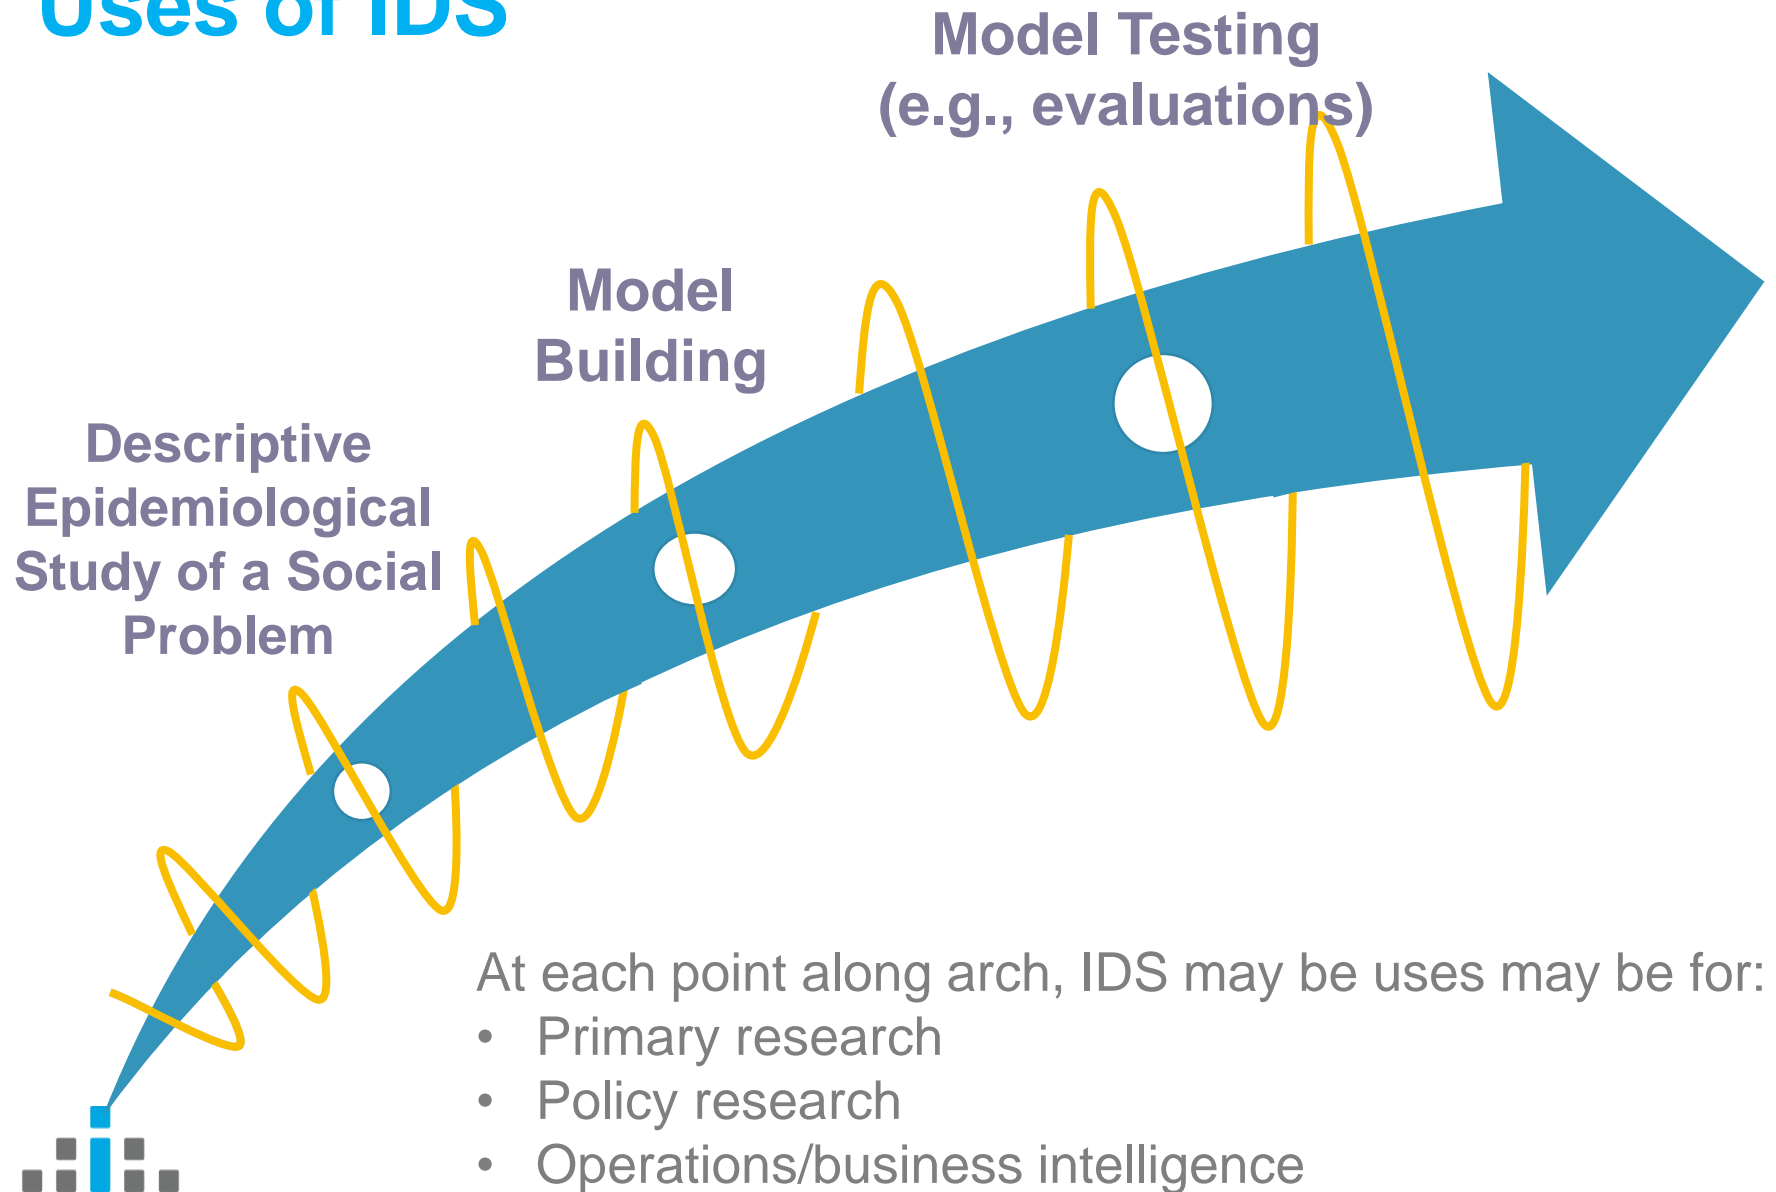 Uses of IDS
Model Testing
(e.g., evaluations)
Model
Building
Descriptive
Epidemiological
Study of a Social
Problem
At each point along arch, IDS may be uses may be for:
• Primary research
• Policy research
• Operations/business intelligence